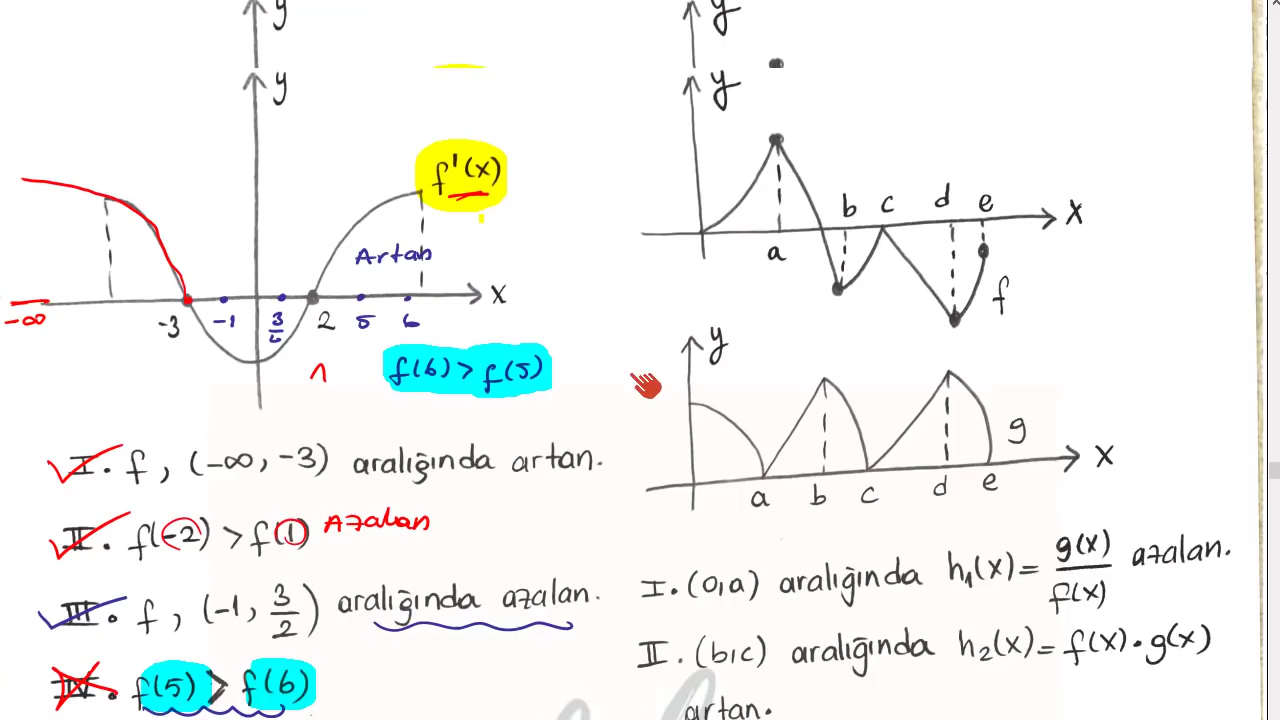 y
y
f'(x)
Artan
x
-∞
-3
-1
3/2
2
5
6
f(6) > f(5)
I. f, (-∞, -3) aralığında artan.
II. f(-2) > f(1) Azalan
III. f, (-1, 3/2) aralığında azalan.
IV. f(5) > f(6)
y
y
a
b
c
d
e
x
f
y
g
x
a
b
c
d
e
I. (0,a) aralığında h₁(x) = g(x)/f(x) azalan.
II. (b,c) aralığında h₂(x) = f(x)·g(x)
artan.